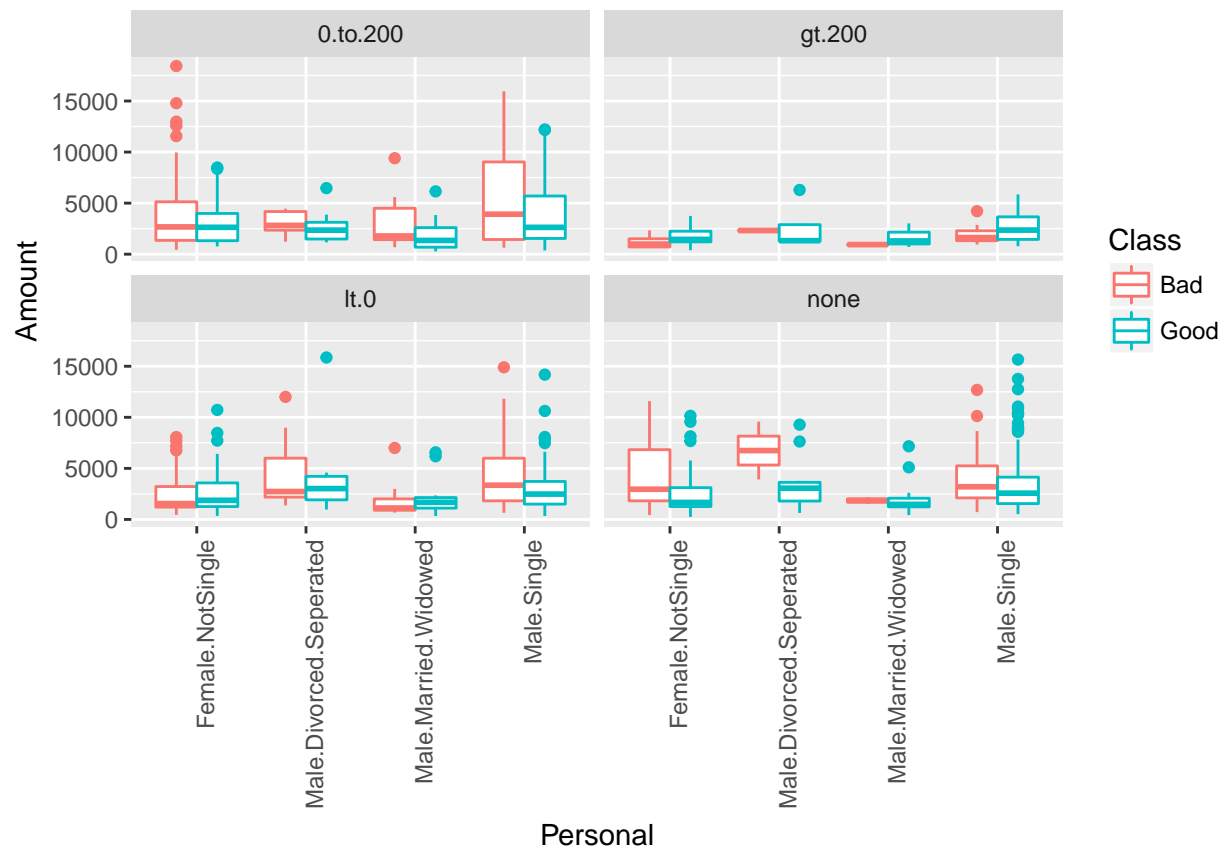 0.to.200
gt.200
15000
10000
5000
0
Amount
Class
Bad
Good
lt.0
none
15000
10000
5000
0
Female.NotSingle
Male.Divorced.Seperated
Male.Married.Widowed
Male.Single
Female.NotSingle
Male.Divorced.Seperated
Male.Married.Widowed
Male.Single
Personal